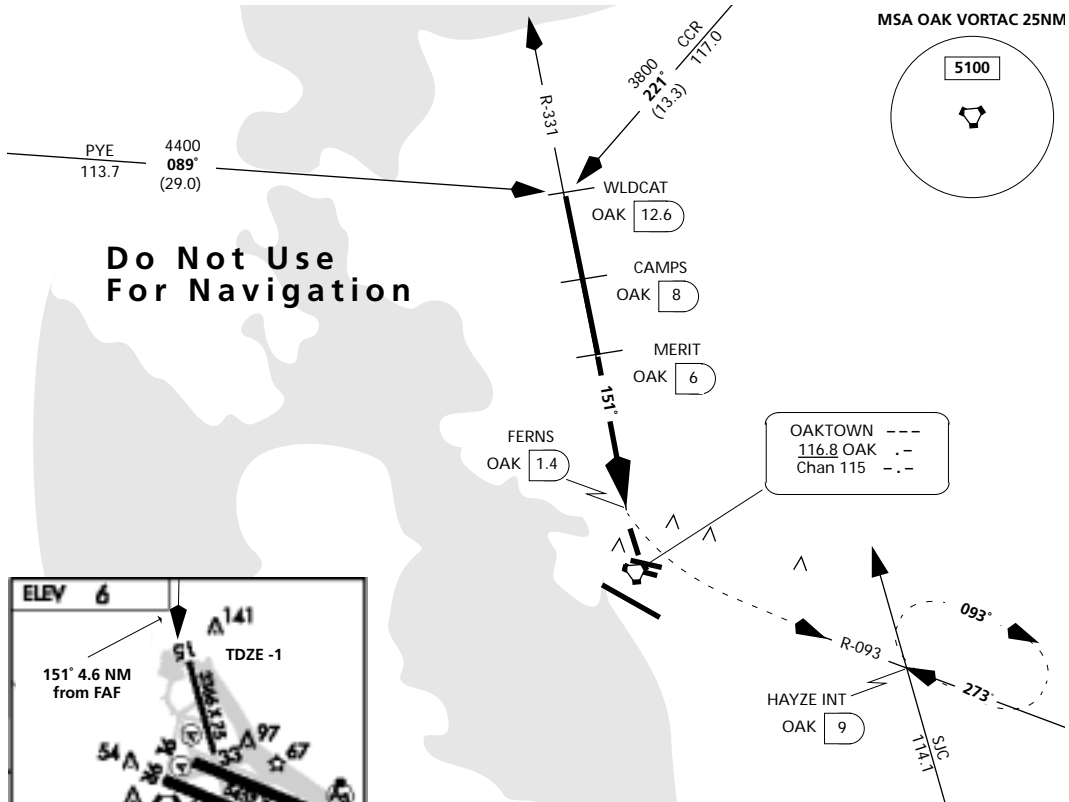 MSA OAK VORTAC 25NM
5100
CCR
117.0
3800
221°
(13.3)
R-331
PYE
113.7
4400
089°
(29.0)
WLDCAT
OAK 12.6
Do Not Use
For Navigation
CAMPS
OAK 8
MERIT
OAK 6
151°
FERNS
OAK 1.4
OAKTOWN ---
116.8 OAK .-
Chan 115 -.-
R-093
093°
273°
HAYZE INT
OAK 9
SJC
114.1
ELEV 6
141
15
TDZE -1
151° 4.6 NM
from FAF
3366 X 75
33
97
67
54